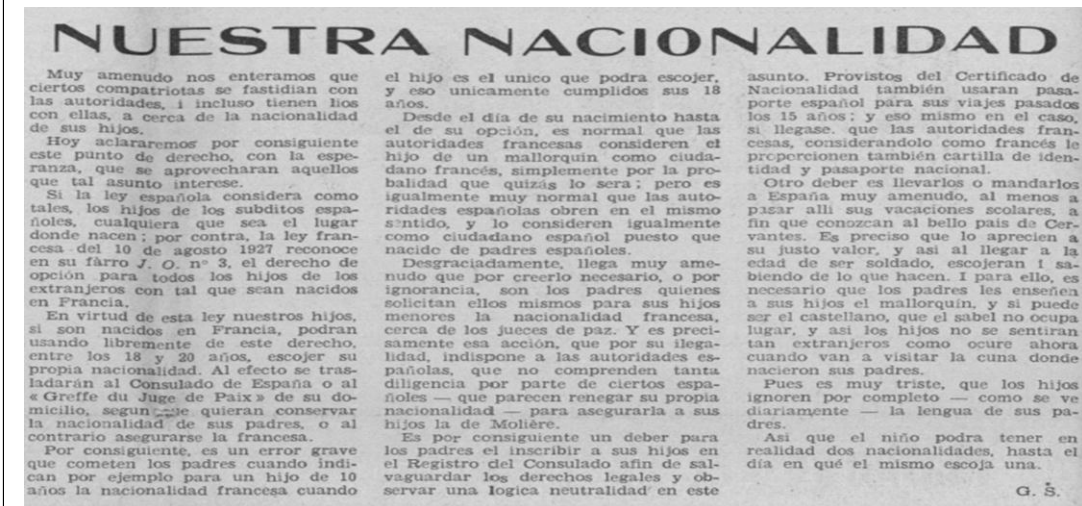 NUESTRA NACIONALIDAD
Muy amenudo nos enteramos que
ciertos compatriotas se fastidian con
las autoridades, i incluso tienen lios
con ellas, a cerca de la nacionalidad
de sus hijos.
Hoy aclararemos por consiguiente
este punto de derecho, con la espe-
ranza, que se aprovecharan aquellos
que tal asunto interese.
Si la ley española considera como
tales, los hijos de los subditos espa-
ñoles, cualquiera que sea el lugar
donde nacen; por contra, la ley fran-
cesa del 10 de agosto 1927 reconoce
en su fàrro J. O. n° 3, el derecho de
opción para todos los hijos de los
extranjeros con tal que sean nacidos
en Francia.
En virtud de esta ley nuestros hijos,
si son nacidos en Francia, podran
usando libremente de este derecho,
entre los 18 y 20 años, escojer su
propia nacionalidad. Al efecto se tras-
ladarán al Consulado de España o al
« Greffe du Juge de Paix » de su do-
micilio, segun que quieran conservar
la nacionalidad de sus padres, o al
contrario asegurarse la francesa.
Por consiguiente, es un error grave
que cometen los padres cuando indi-
can por ejemplo para un hijo de 10
años la nacionalidad francesa cuando
el hijo es el unico que podra escojer,
y eso unicamente cumplidos sus 18
años.
Desde el día de su nacimiento hasta
el de su opción, es normal que las
autoridades francesas consideren el
hijo de un mallorquin como ciuda-
dano francés, simplemente por la pro-
balidad que quizás lo sera; pero es
igualmente muy normal que las auto-
ridades españolas obren en el mismo
sentido, y lo consideren igualmente
como ciudadano español puesto que
nacido de padres españoles.
Desgraciadamente, llega muy ame-
nudo que por creerlo necesario, o por
ignorancia, son los padres quienes
solicitan ellos mismos para sus hijos
menores la nacionalidad francesa,
cerca de los jueces de paz. Y es preci-
samente esa acción, que por su ilega-
lidad, indispone a las autoridades es-
pañolas, que no comprenden tanta
diligencia por parte de ciertos espa-
ñoles — que parecen renegar su propia
nacionalidad — para asegurarla a sus
hijos la de Molière.
Es por consiguiente un deber para
los padres el inscribir a sus hijos en
el Registro del Consulado afin de sal-
vaguardar los derechos legales y ob-
servar una logica neutralidad en este
asunto. Provistos del Certificado de
Nacionalidad también usaran pasa-
porte español para sus viajes pasados
los 15 años; y eso mismo en el caso,
si llegase. que las autoridades fran-
cesas, considerandolo como francés le
proporcionen también cartilla de iden-
tidad y pasaporte nacional.
Otro deber es llevarlos o mandarlos
a España muy amenudo, al menos a
pasar alli sus vacaciones scolares, a
fin que conozcan al bello pais de Cer-
vantes. Es preciso que lo aprecien a
su justo valor, y asi al llegar a la
edad de ser soldado, escojeran I sa-
biendo de lo que hacen. I para ello, es
necesario que los padres les enseñen
a sus hijos el mallorquín, y si puede
ser el castellano, que el sabel no ocupa
lugar, y asi los hijos no se sentiran
tan extranjeros como ocure ahora
cuando van a visitar la cuna donde
nacieron sus padres.
Pues es muy triste, que los hijos
ignoren por completo — como se ve
diariamente — la lengua de sus pa-
dres.
Asi que el niño podra tener en
realidad dos nacionalidades, hasta el
día en qué el mismo escoja una.
G. S.